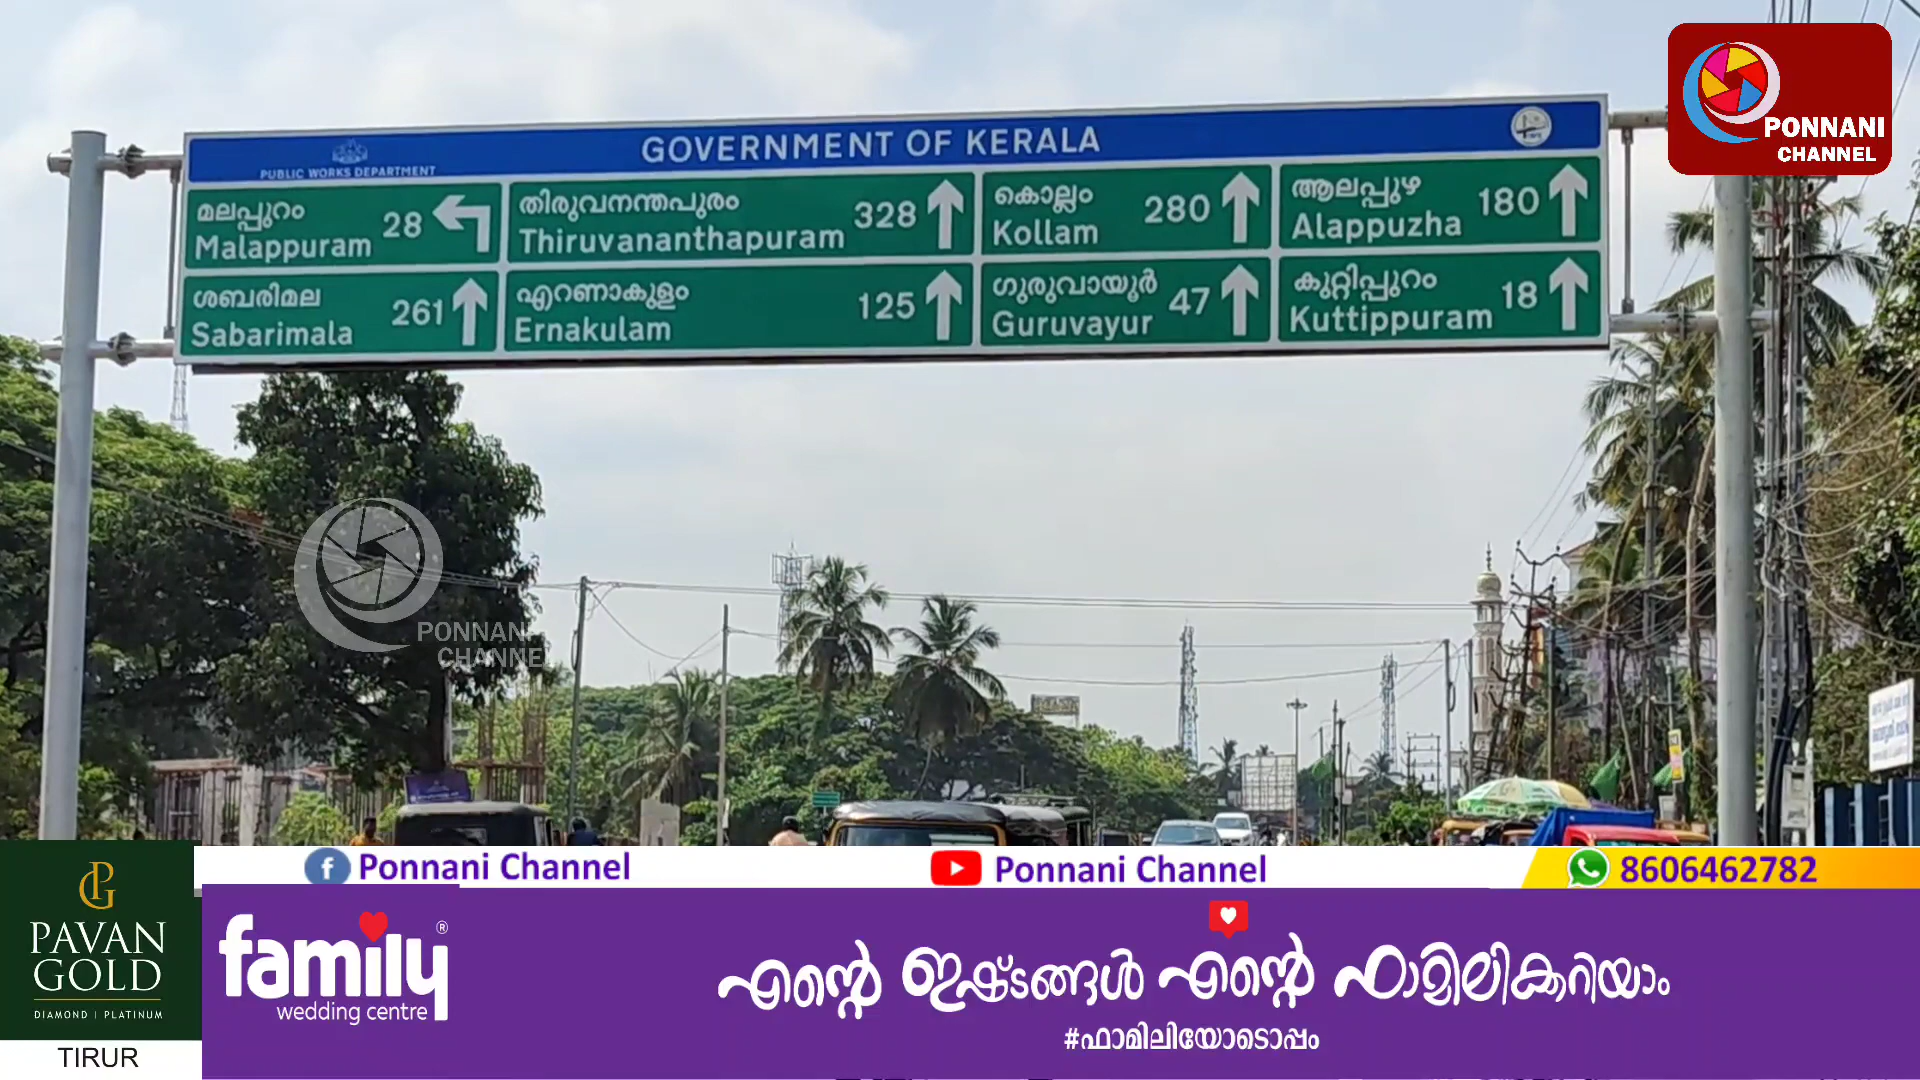 PONNANI
CHANNEL
GOVERNMENT OF KERALA
PUBLIC WORKS DEPARTMENT
മലപ്പുറം
Malappuram 28
തിരുവനന്തപുരം
Thiruvananthapuram 328
കൊല്ലം
Kollam 280
ആലപ്പുഴ
Alappuzha 180
ശബരിമല
Sabarimala 261
എറണാകുളം
Ernakulam 125
ഗുരുവായൂർ
Guruvayur 47
കുറ്റിപ്പുറം
Kuttippuram 18
PONNANI
CHANNEL
Ponnani Channel
Ponnani Channel
8606462782
PG
PAVAN
GOLD
DIAMOND | PLATINUM
TIRUR
family®
wedding centre
എന്റെ ഇഷ്ടങ്ങൾ എന്റെ ഫാമിലിക്കറിയാം
#ഫാമിലിയോടൊപ്പം